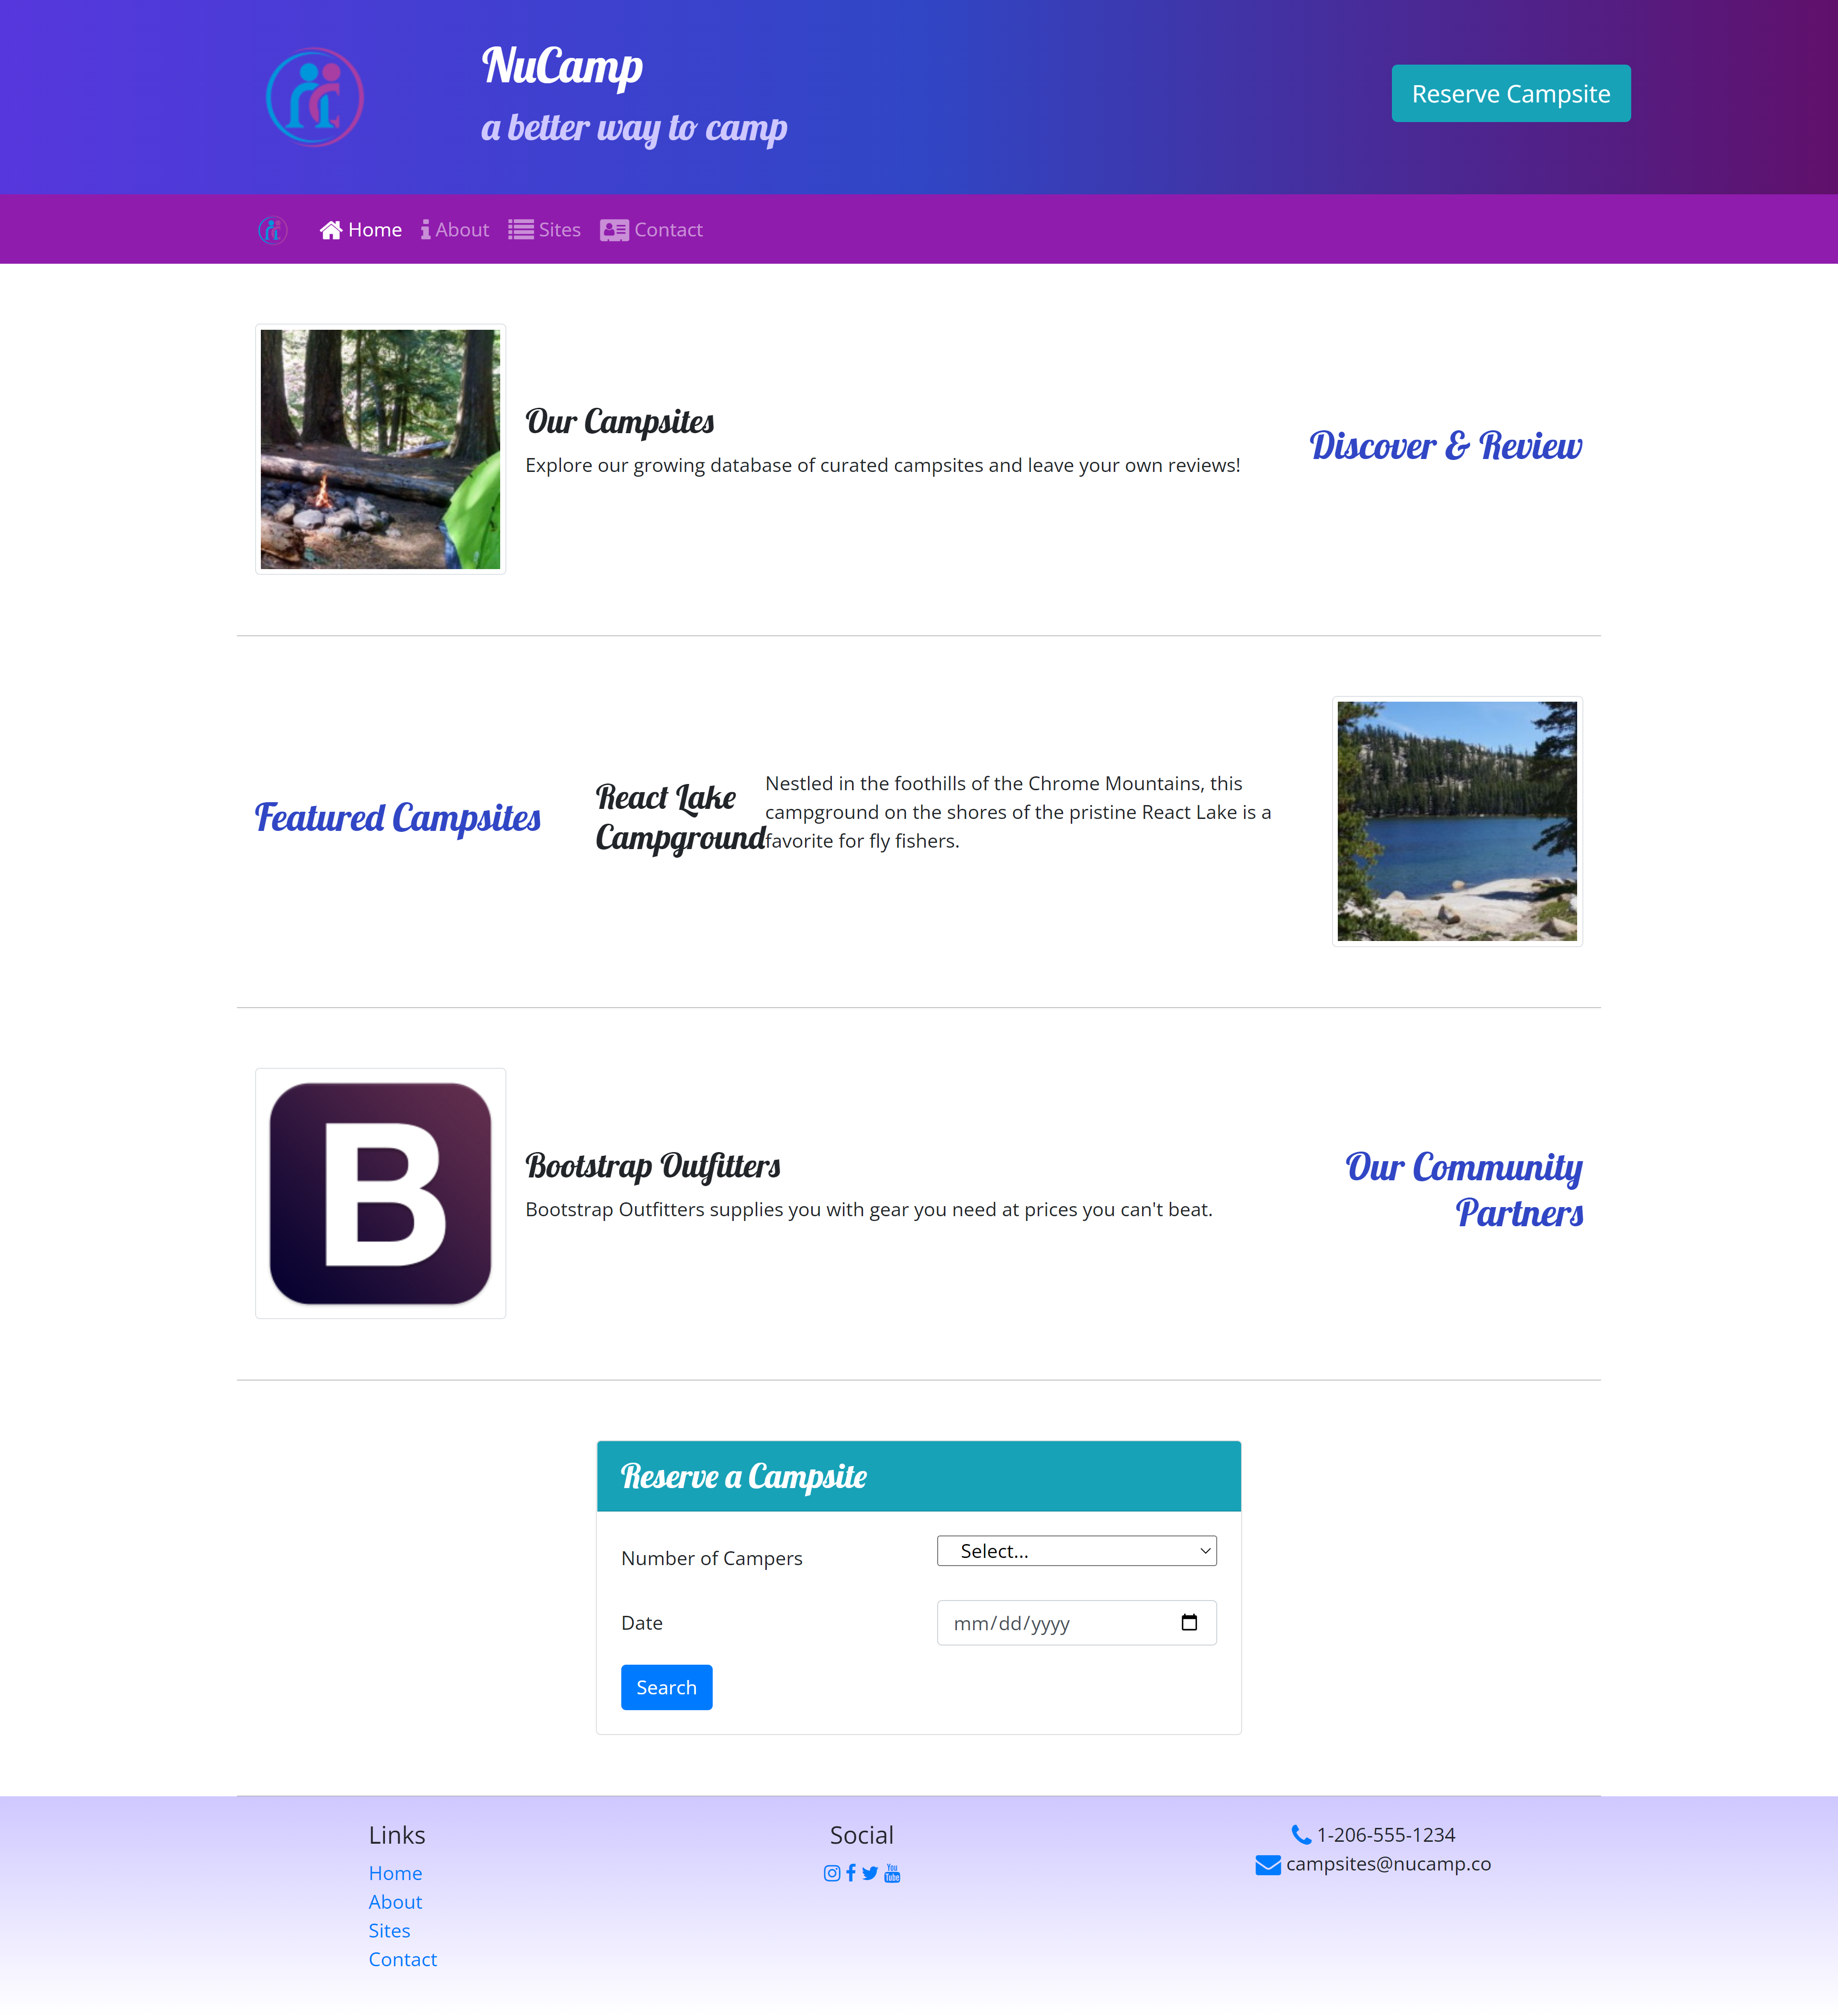 NuCamp
a better way to camp
Reserve Campsite
Home
About
Sites
Contact
Our Campsites
Explore our growing database of curated campsites and leave your own reviews!
Discover & Review
Featured Campsites
React Lake
Campground
Nestled in the foothills of the Chrome Mountains, this
campground on the shores of the pristine React Lake is a
favorite for fly fishers.
B
Bootstrap Outfitters
Bootstrap Outfitters supplies you with gear you need at prices you can't beat.
Our Community
Partners
Reserve a Campsite
Number of Campers
Select...
Date
mm/dd/yyyy
Search
Links
Home
About
Sites
Contact
Social
You
Tube
1-206-555-1234
campsites@nucamp.co